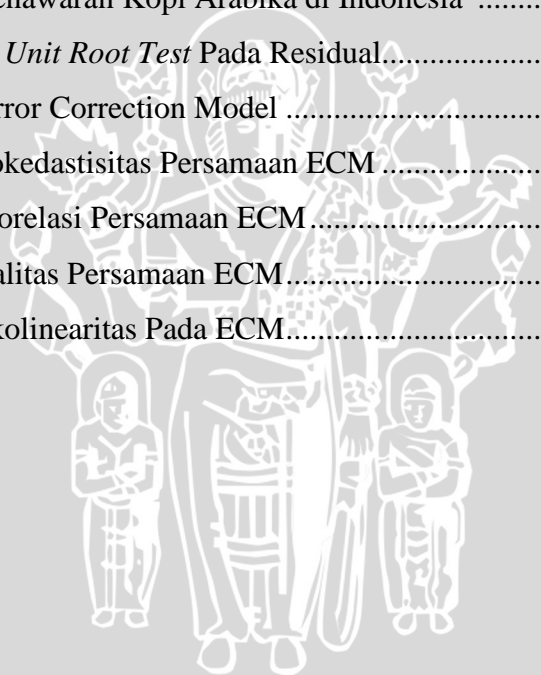 enawaran Kopi Arabika di Indonesia ........
Unit Root Test Pada Residual...................
rror Correction Model ..............................
okedastisitas Persamaan ECM ..................
orelasi Persamaan ECM ...........................
alitas Persamaan ECM..............................
kolinearitas Pada ECM..............................